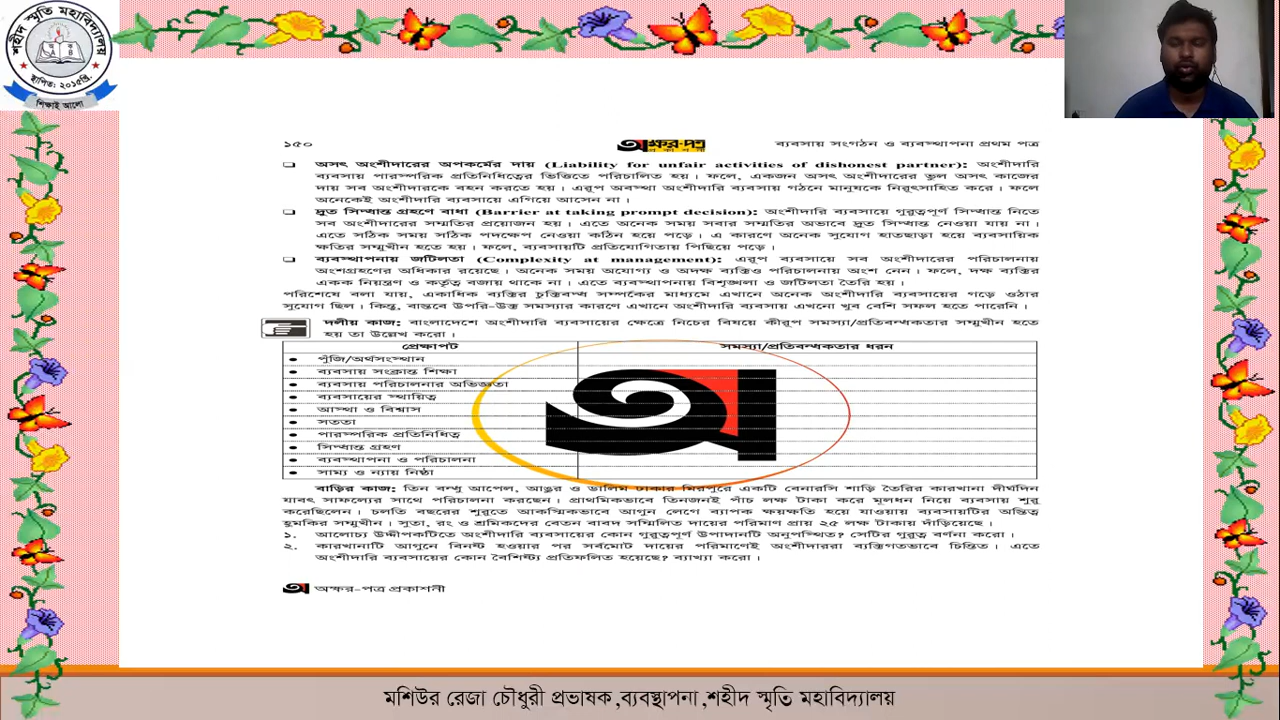 শহীদ স্মৃতি মহাবিদ্যালয়
স্থাপিত: ২০১৫খ্রি.
শিক্ষাই আলো
১৫০
অক্ষর-পত্র
প্রকাশনী
ব্যবসায় সংগঠন ও ব্যবস্থাপনা প্রথম পত্র
❑ অসৎ অংশীদারের অপকর্মের দায় (Liability for unfair activities of dishonest partner): অংশীদারি
ব্যবসায় পারস্পরিক প্রতিনিধিত্বের ভিত্তিতে পরিচালিত হয়। ফলে, একজন অসৎ অংশীদারের ভুল অসৎ কাজের
দায় সব অংশীদারকে বহন করতে হয়। এরূপ অবস্থা অংশীদারি ব্যবসায় গঠনে মানুষকে নিরুৎসাহিত করে। ফলে
অনেকেই অংশীদারি ব্যবসায়ে এগিয়ে আসেন না।
❑ দ্রুত সিদ্ধান্ত গ্রহণে বাধা (Barrier at taking prompt decision): অংশীদারি ব্যবসায়ে গুরুত্বপূর্ণ সিদ্ধান্ত নিতে
সব অংশীদারের সম্মতির প্রয়োজন হয়। এতে অনেক সময় সবার সম্মতির অভাবে দ্রুত সিদ্ধান্ত নেওয়া যায় না।
এতে সঠিক সময় সঠিক পদক্ষেপ নেওয়া কঠিন হয়ে পড়ে। এ কারণে অনেক সুযোগ হাতছাড়া হয়ে ব্যবসায়িক
ক্ষতির সম্মুখীন হতে হয়। ফলে, ব্যবসায়টি প্রতিযোগিতায় পিছিয়ে পড়ে।
❑ ব্যবস্থাপনায় জটিলতা (Complexity at management): এরূপ ব্যবসায়ে সব অংশীদারের পরিচালনায়
অংশগ্রহণের অধিকার রয়েছে। অনেক সময় অযোগ্য ও অদক্ষ ব্যক্তিও পরিচালনায় অংশ নেন। ফলে, দক্ষ ব্যক্তির
একক নিয়ন্ত্রণ ও কর্তৃত্ব বজায় থাকে না। এতে ব্যবস্থাপনায় বিশৃঙ্খলা ও জটিলতা তৈরি হয়।
পরিশেষে বলা যায়, একাধিক ব্যক্তির চুক্তিবদ্ধ সম্পর্কের মাধ্যমে এখানে অনেক অংশীদারি ব্যবসায়ের গড়ে ওঠার
সুযোগ ছিল। কিন্তু, বাস্তবে উপরি-উক্ত সমস্যার কারণে এখানে অংশীদারি ব্যবসায় এখনো খুব বেশি সফল হতে পারেনি।
দলীয় কাজ: বাংলাদেশে অংশীদারি ব্যবসায়ের ক্ষেত্রে নিচের বিষয়ে কীরূপ সমস্যা/প্রতিবন্ধকতার সম্মুখীন হতে
হয় তা উল্লেখ করো।
প্রেক্ষাপট
সমস্যা/প্রতিবন্ধকতার ধরন
● পুঁজি/অর্থসংস্থান
● ব্যবসায় সংক্রান্ত শিক্ষা
● ব্যবসায় পরিচালনার অভিজ্ঞতা
● ব্যবসায়ের স্থায়িত্ব
● আস্থা ও বিশ্বাস
● সততা
● পারস্পরিক প্রতিনিধিত্ব
● সিদ্ধান্ত গ্রহণ
● ব্যবস্থাপনা ও পরিচালনা
● সাম্য ও ন্যায় নিষ্ঠা
বাড়ির কাজ: তিন বন্ধু আপেল, আঙুর ও ডালিম ঢাকার মিরপুরে একটি বেনারসি শাড়ি তৈরির কারখানা দীর্ঘদিন
যাবৎ সাফল্যের সাথে পরিচালনা করছেন। প্রাথমিকভাবে তিনজনই পাঁচ লক্ষ টাকা করে মূলধন নিয়ে ব্যবসায় শুরু
করেছিলেন। চলতি বছরের শুরুতে আকস্মিকভাবে আগুন লেগে ব্যাপক ক্ষয়ক্ষতি হয়ে যাওয়ায় ব্যবসায়টির অস্তিত্ব
হুমকির সম্মুখীন। সুতা, রং ও শ্রমিকদের বেতন বাবদ সম্মিলিত দায়ের পরিমাণ প্রায় ২৫ লক্ষ টাকায় দাঁড়িয়েছে।
১. আলোচ্য উদ্দীপকটিতে অংশীদারি ব্যবসায়ের কোন গুরুত্বপূর্ণ উপাদানটি অনুপস্থিত? সেটির গুরুত্ব বর্ণনা করো।
২. কারখানাটি আগুনে বিনষ্ট হওয়ার পর সর্বমোট দায়ের পরিমাণেই অংশীদাররা ব্যক্তিগতভাবে চিন্তিত। এতে
অংশীদারি ব্যবসায়ের কোন বৈশিষ্ট্য প্রতিফলিত হয়েছে? ব্যাখ্যা করো।
অক্ষর-পত্র প্রকাশনী
মশিউর রেজা চৌধুরী প্রভাষক,ব্যবস্থাপনা,শহীদ স্মৃতি মহাবিদ্যালয়